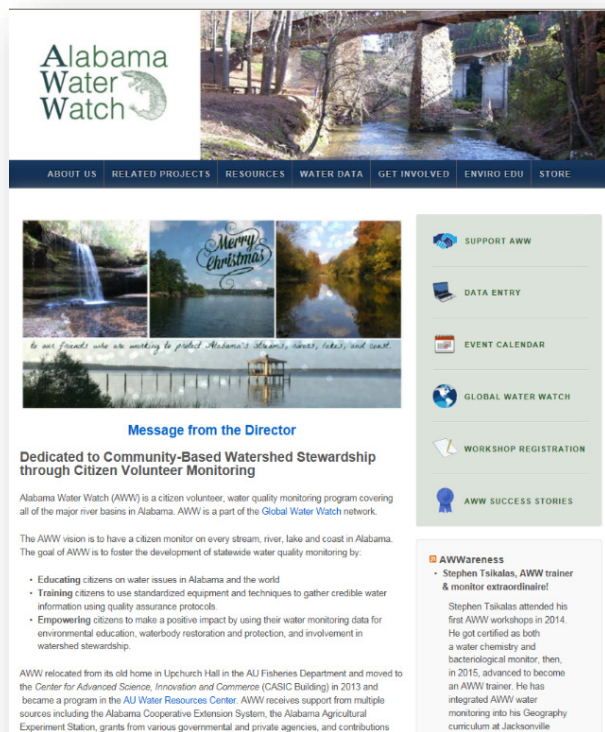 Alabama
Water
Watch
ABOUT US RELATED PROJECTS RESOURCES WATER DATA GET INVOLVED ENVIRO EDU STORE
Merry
Christmas
to our friends who are working to protect Alabama's streams, rivers, lakes, and coast.
Message from the Director
Dedicated to Community-Based Watershed Stewardship
through Citizen Volunteer Monitoring
Alabama Water Watch (AWW) is a citizen volunteer, water quality monitoring program covering
all of the major river basins in Alabama. AWW is a part of the Global Water Watch network.
The AWW vision is to have a citizen monitor on every stream, river, lake and coast in Alabama.
The goal of AWW is to foster the development of statewide water quality monitoring by:
• Educating citizens on water issues in Alabama and the world
• Training citizens to use standardized equipment and techniques to gather credible water
information using quality assurance protocols.
• Empowering citizens to make a positive impact by using their water monitoring data for
environmental education, waterbody restoration and protection, and involvement in
watershed stewardship.
AWW relocated from its old home in Upchurch Hall in the AU Fisheries Department and moved to
the Center for Advanced Science, Innovation and Commerce (CASIC Building) in 2013 and
became a program in the AU Water Resources Center. AWW receives support from multiple
sources including the Alabama Cooperative Extension System, the Alabama Agricultural
Experiment Station, grants from various governmental and private agencies, and contributions
SUPPORT AWW
DATA ENTRY
EVENT CALENDAR
GLOBAL WATER WATCH
WORKSHOP REGISTRATION
AWW SUCCESS STORIES
AWWareness
• Stephen Tsikalas, AWW trainer
& monitor extraordinaire!
Stephen Tsikalas attended his
first AWW workshops in 2014.
He got certified as both
a water chemistry and
bacteriological monitor, then,
in 2015, advanced to become
an AWW trainer. He has
integrated AWW water
monitoring into his Geography
curriculum at Jacksonville